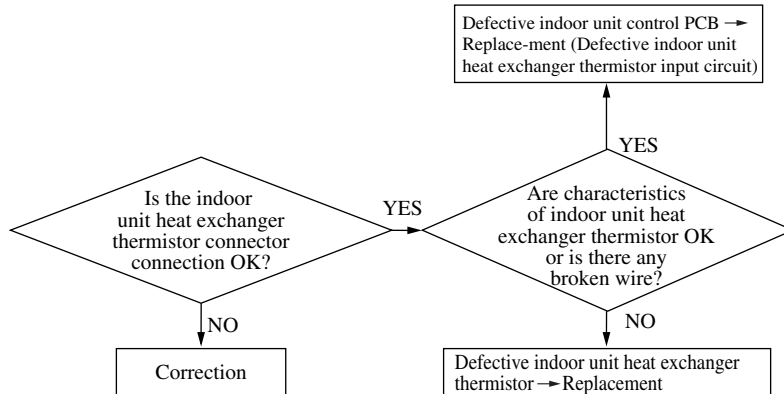 Defective indoor unit control PCB →
Replace-ment (Defective indoor unit
heat exchanger thermistor input circuit)
YES
Is the indoor
unit heat exchanger
thermistor connector
connection OK?
YES
Are characteristics
of indoor unit heat
exchanger thermistor OK
or is there any
broken wire?
NO
Correction
NO
Defective indoor unit heat exchanger
thermistor → Replacement